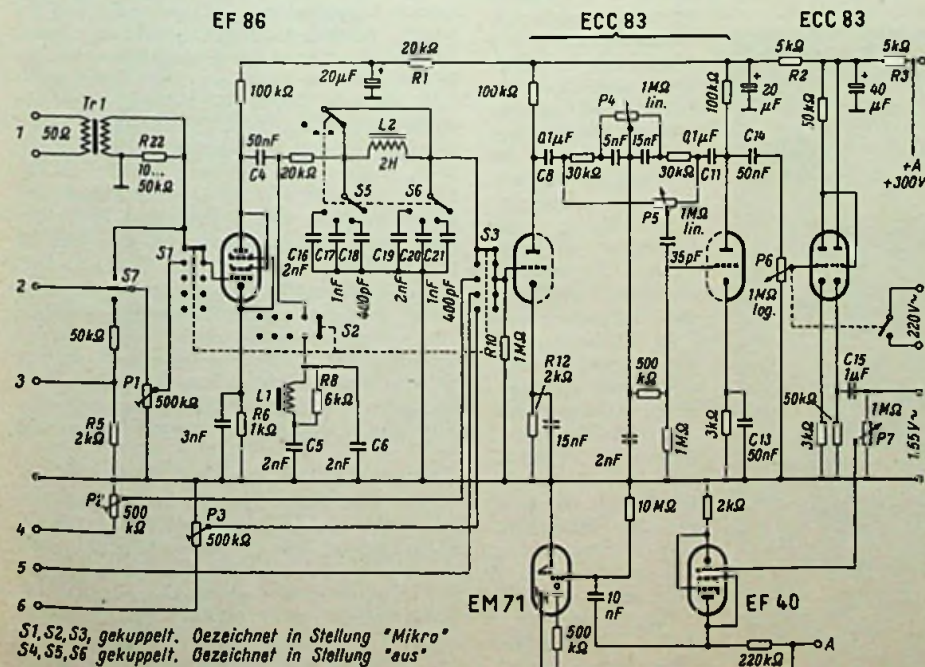 EF 86
ECC 83
ECC 83
20kΩ
R1
5kΩ
R2
5kΩ
R3
20µF
+
100kΩ
100kΩ
P4
1MΩ
lin.
100kΩ
+
20
µF
50kΩ
+
40
µF
+A
+300V
Tr1
1
50Ω
R22
10...
50kΩ
50nF
C4
20kΩ
L2
2H
0,1µF
C8
30kΩ
5nF
15nF
30kΩ
0,1µF
C11
C14
50nF
S5
S6
S3
P5
1MΩ
lin.
35pF
P6
1MΩ
log.
C16
2nF
C17
1nF
C18
400pF
C19
2nF
C20
1nF
C21
400pF
S1
S7
2
50kΩ
S2
R10
1MΩ
220V~
3
P1
500kΩ
R5
2kΩ
3nF
R6
1kΩ
L1
R8
6kΩ
C5
2nF
C6
2nF
R12
2kΩ
15nF
500
kΩ
2nF
1MΩ
3kΩ
C13
50nF
50kΩ
3kΩ
C15
1µF
1MΩ
P7
1,55V~
P2
500
kΩ
P3
500kΩ
4
5
6
10MΩ
2kΩ
EM71
10
nF
EF 40
500
kΩ
220kΩ
A
S1,S2,S3, gekuppelt. Gezeichnet in Stellung "Mikro"
S4,S5,S6 gekuppelt. Gezeichnet in Stellung "aus"